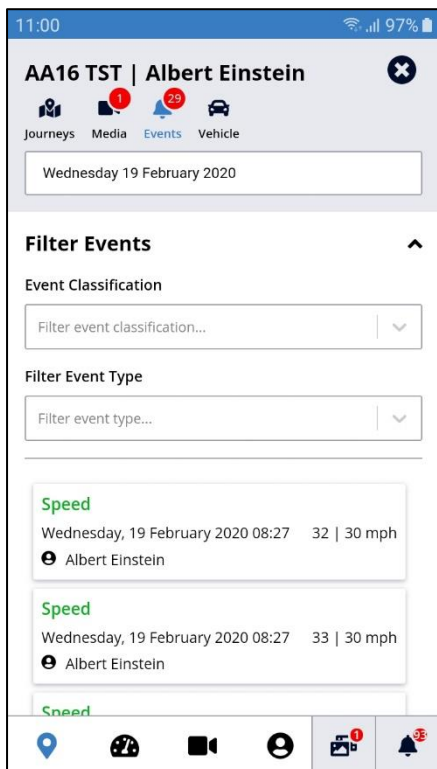 11:00 97%
AA16 TST | Albert Einstein
1 29
Journeys Media Events Vehicle
Wednesday 19 February 2020
Filter Events
Event Classification
Filter event classification...
Filter Event Type
Filter event type...
Speed
Wednesday, 19 February 2020 08:27 32 | 30 mph
Albert Einstein
Speed
Wednesday, 19 February 2020 08:27 33 | 30 mph
Albert Einstein
Speed
1 93